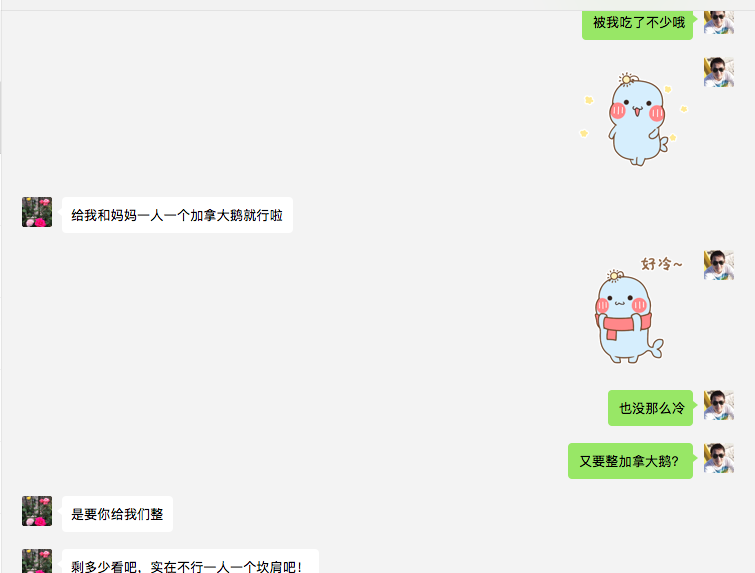 被我吃了不少哦
给我和妈妈一人一个加拿大鹅就行啦
好冷~
也没那么冷
又要整加拿大鹅？
是要你给我们整
剩多少看吧，实在不行一人一个坎肩吧！